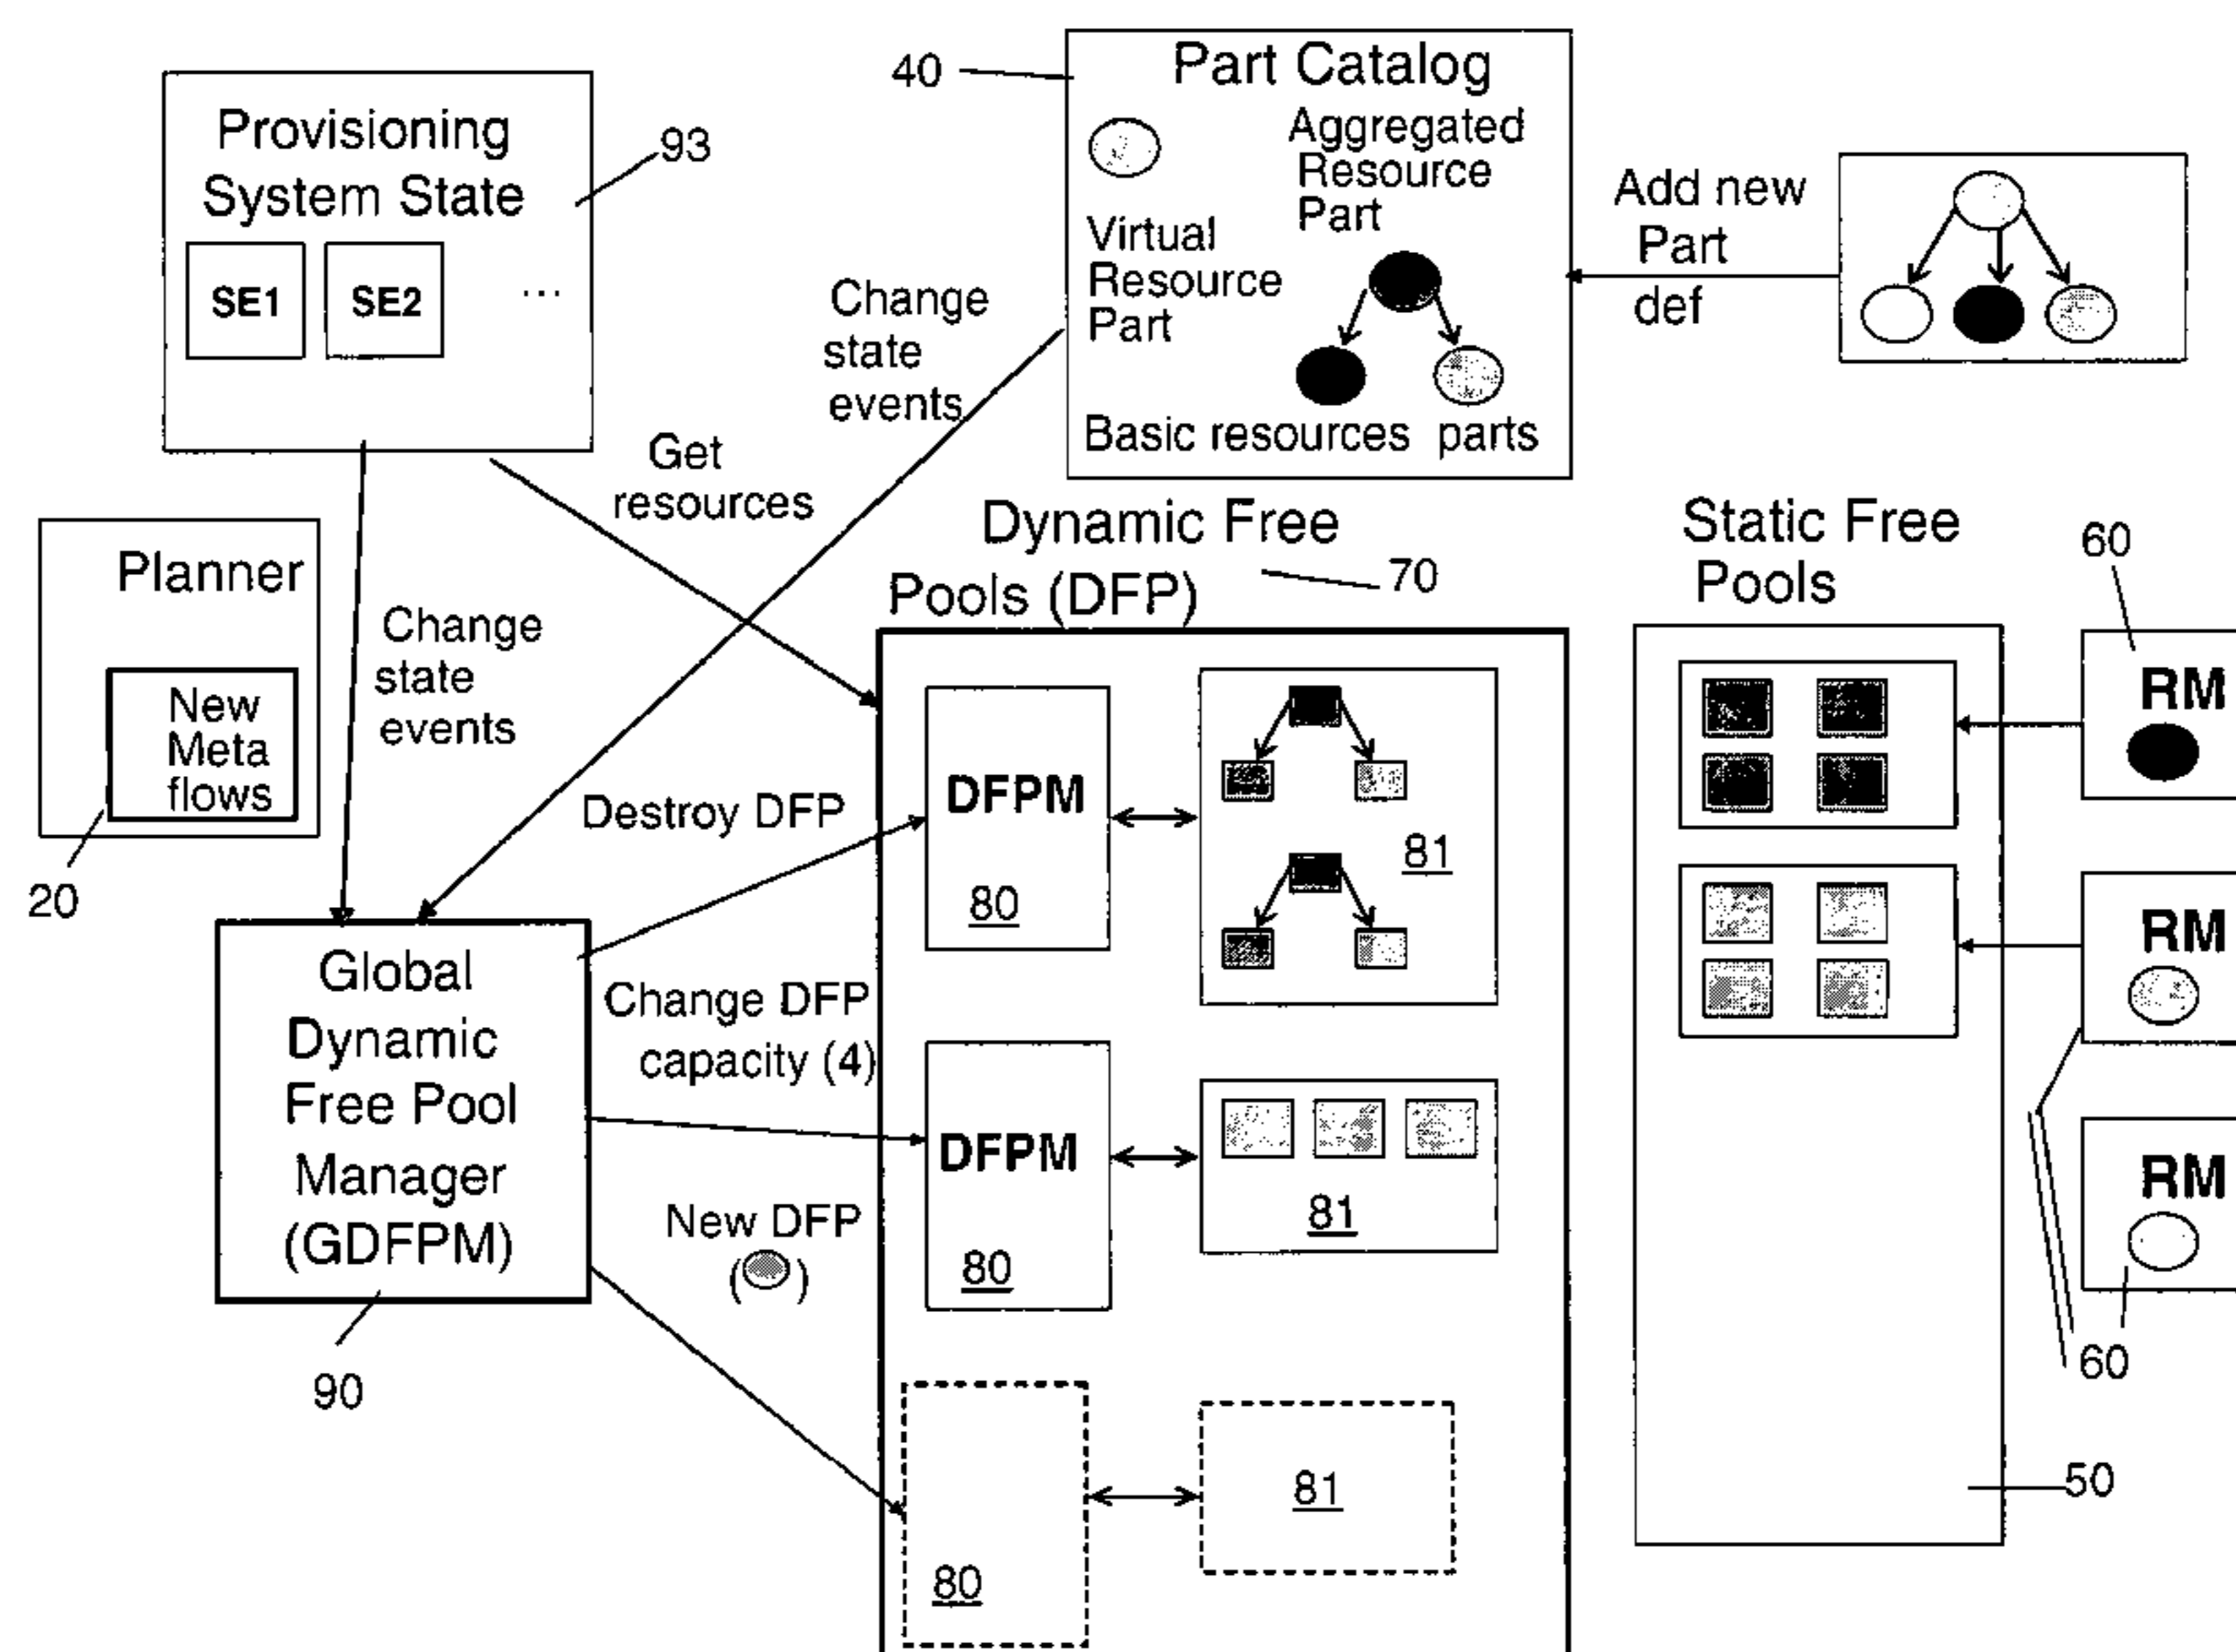 Provisioning
System State
93
SE1
SE2
...
40
Part Catalog
Aggregated
Resource
Part
Virtual
Resource
Part
Basic resources parts
Add new
Part
def
Change
state
events
Get
resources
Planner
New
Meta
flows
20
Change
state
events
Dynamic Free
Pools (DFP)
70
Static Free
Pools
60
RM
RM
RM
60
50
Global
Dynamic
Free Pool
Manager
(GDFPM)
90
Destroy DFP
Change DFP
capacity (4)
New DFP
( )
DFPM
80
81
DFPM
80
81
80
81